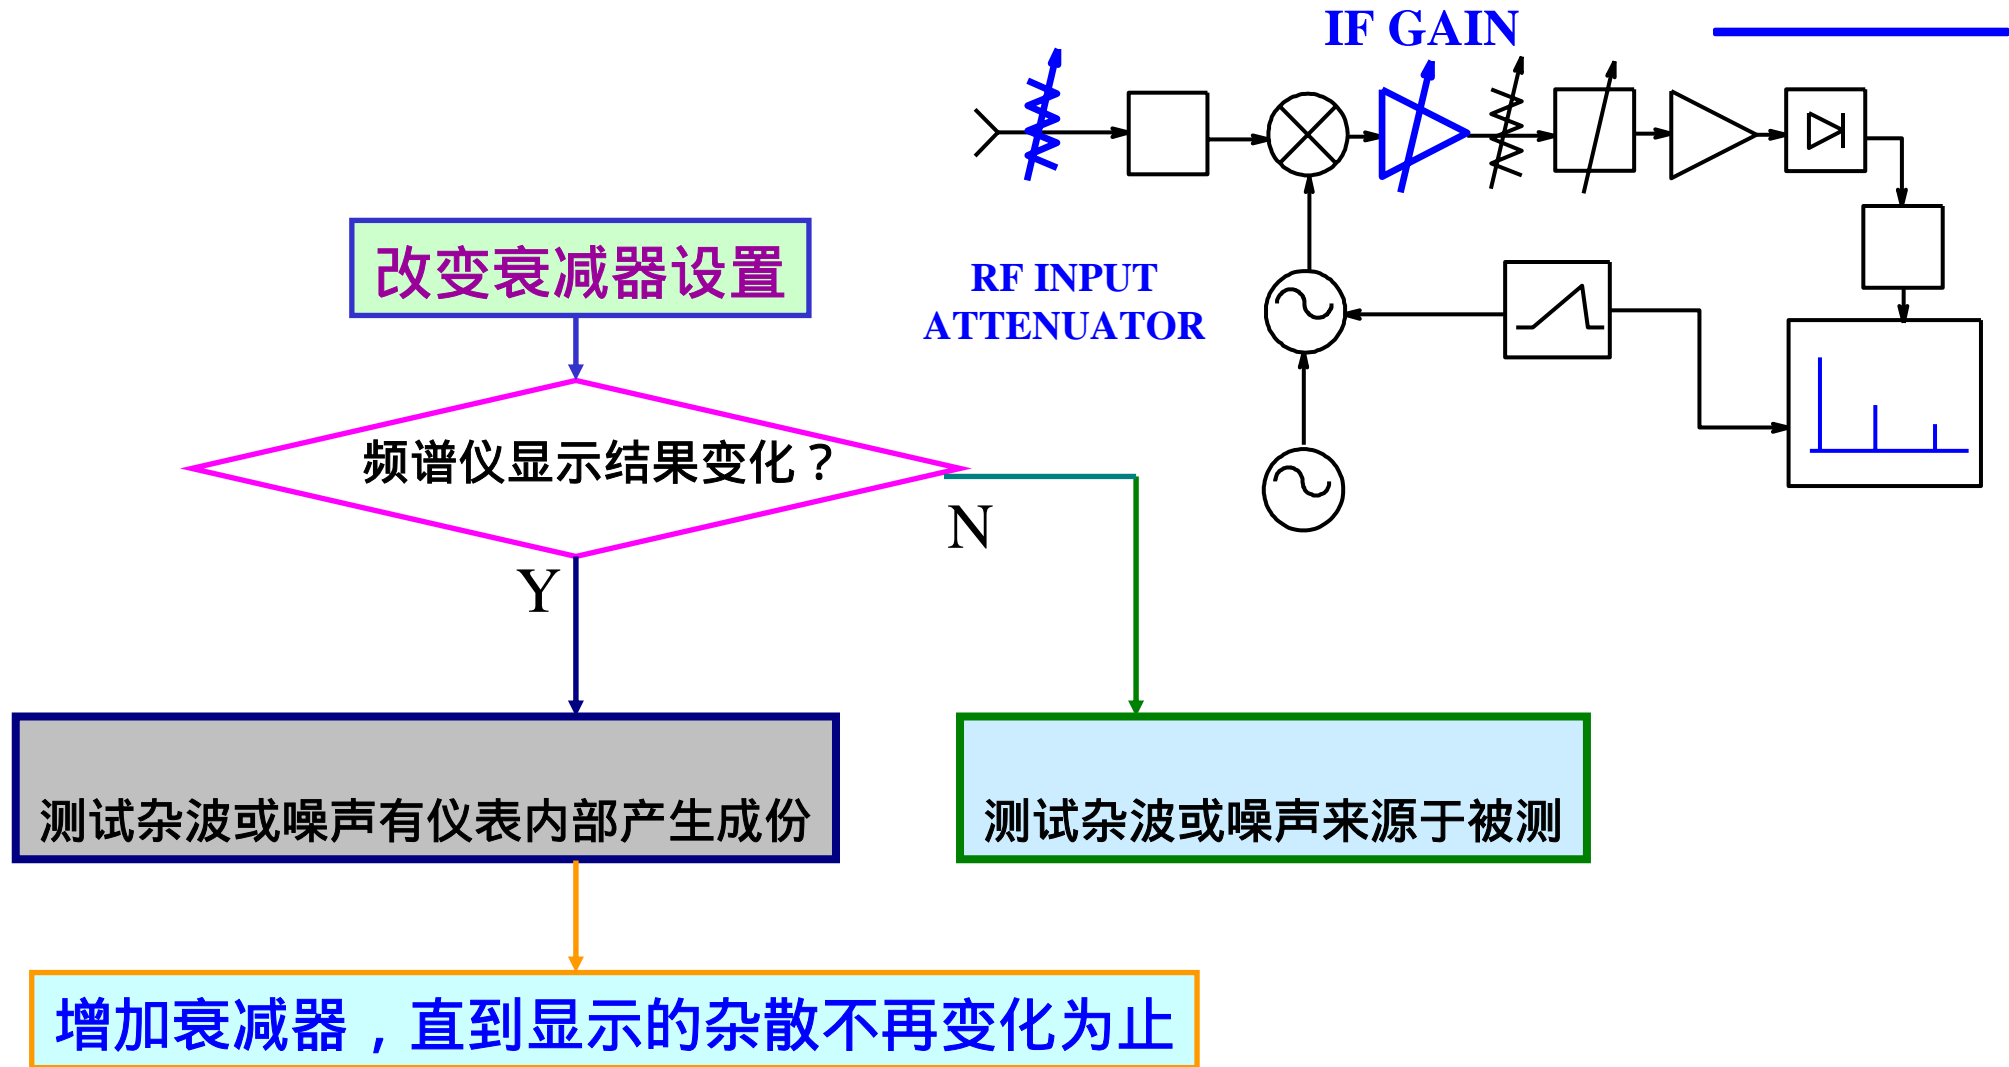 IF GAIN
RF INPUT
ATTENUATOR
改变衰减器设置
频谱仪显示结果变化？
N
Y
测试杂波或噪声有仪表内部产生成份
测试杂波或噪声来源于被测
增加衰减器，直到显示的杂散不再变化为止